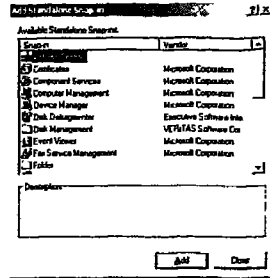 Add Standalone Snap-in
Available Standalone Snap-ins:
Snap-in Vendor
Certificates Microsoft Corporation
Component Services Microsoft Corporation
Computer Management Microsoft Corporation
Device Manager Microsoft Corporation
Disk Defragmenter Executive Software Inte
Disk Management VERITAS Software Cor
Event Viewer Microsoft Corporation
Fax Service Management Microsoft Corporation
Folder
Description
Add Close